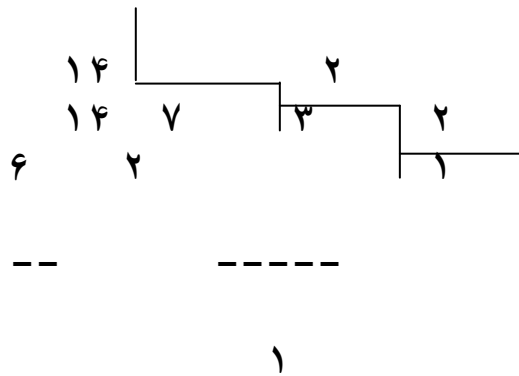 ۱۴ ۲
۱۴ ۷ ۳ ۲
۶ ۲ ۱
-- -----
۱